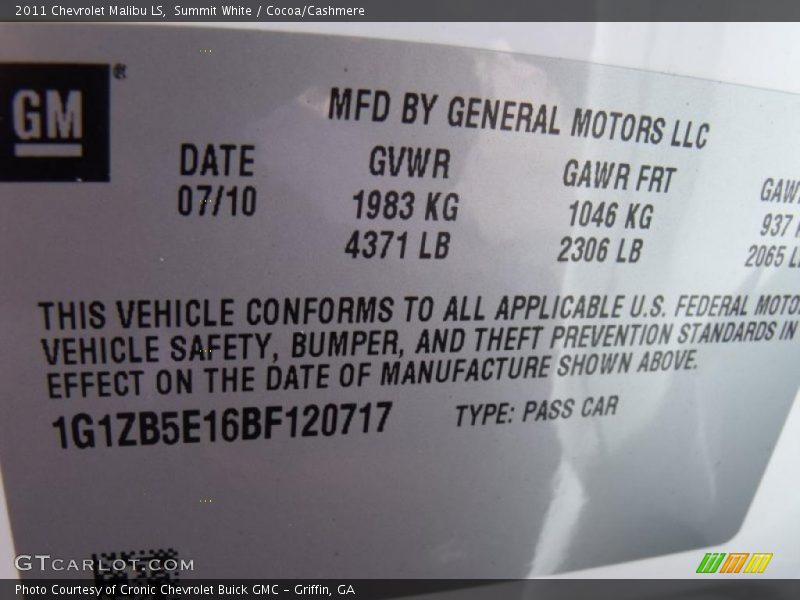 2011 Chevrolet Malibu LS, Summit White / Cocoa/Cashmere
GM ®
MFD BY GENERAL MOTORS LLC
DATE GVWR GAWR FRT
07/10 1983 KG 1046 KG 937
4371 LB 2306 LB 2065
THIS VEHICLE CONFORMS TO ALL APPLICABLE U.S. FEDERAL
VEHICLE SAFETY, BUMPER, AND THEFT PREVENTION STANDARDS IN
EFFECT ON THE DATE OF MANUFACTURE SHOWN ABOVE.
1G1ZB5E16BF120717 TYPE: PASS CAR
GTCARLOT.COM
Photo Courtesy of Cronic Chevrolet Buick GMC – Griffin, GA